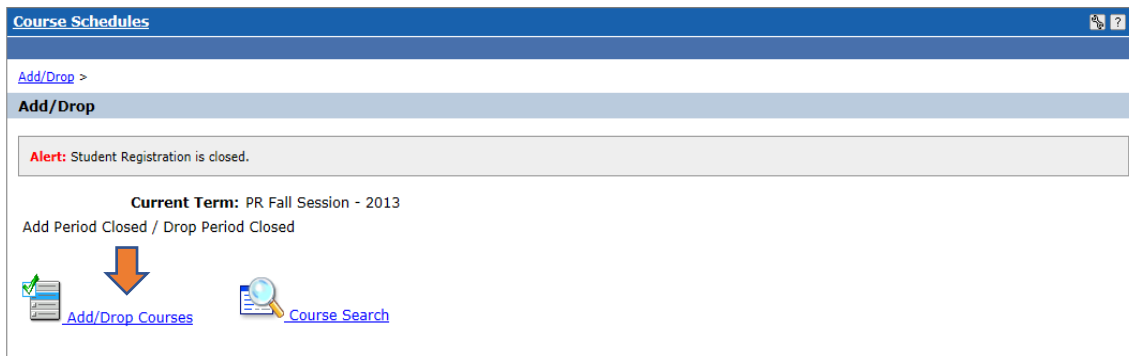 Course Schedules
?
Add/Drop >
Add/Drop
Alert: Student Registration is closed.
Current Term: PR Fall Session - 2013
Add Period Closed / Drop Period Closed
Add/Drop Courses
Course Search